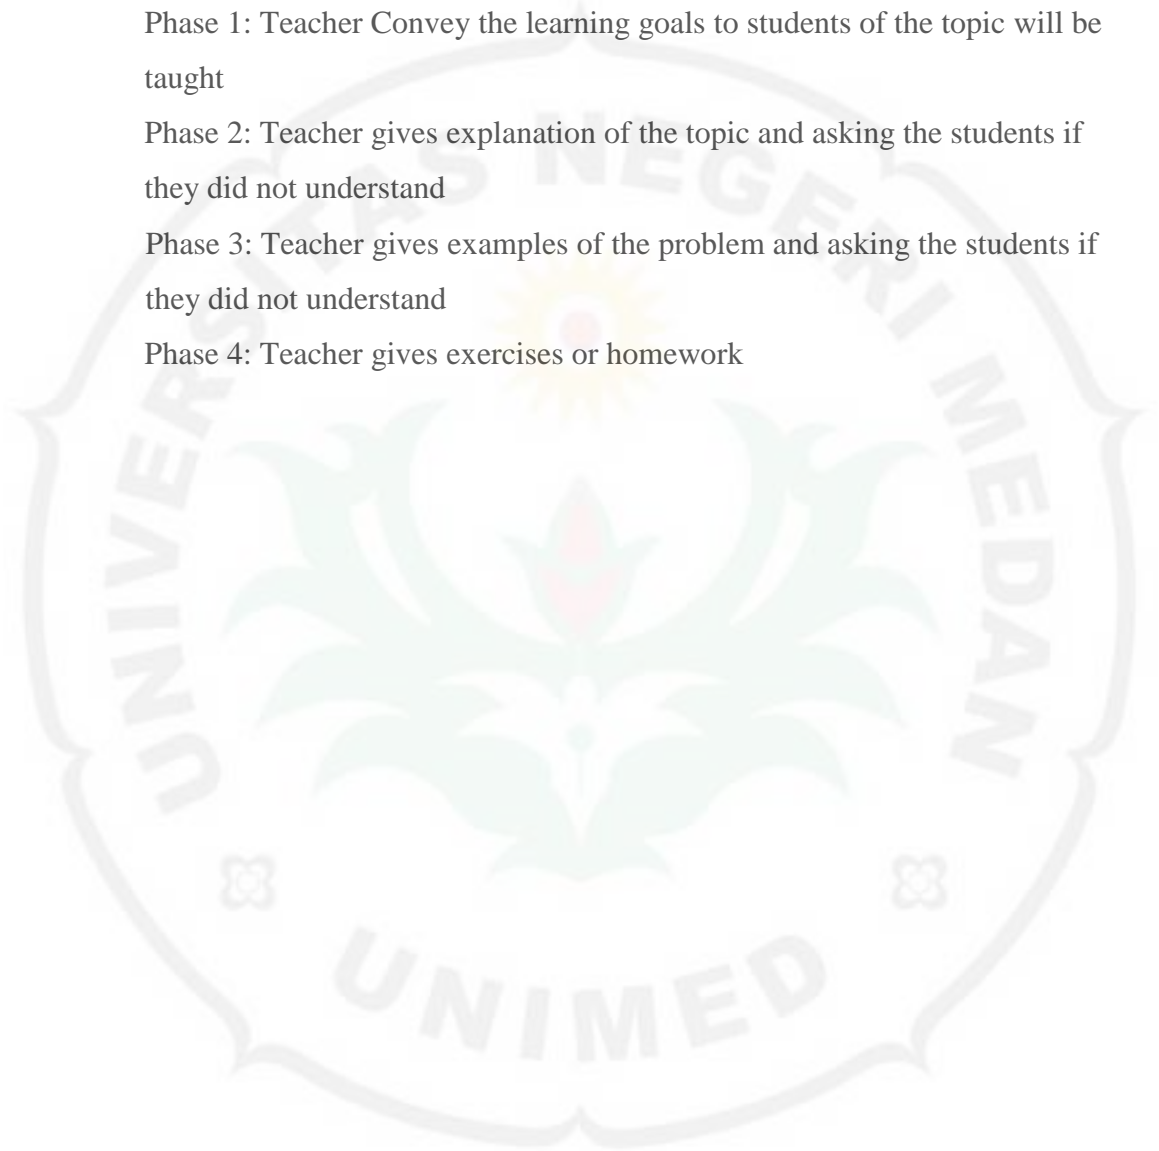 Phase 1: Teacher Convey the learning goals to students of the topic will be
taught
Phase 2: Teacher gives explanation of the topic and asking the students if
they did not understand
Phase 3: Teacher gives examples of the problem and asking the students if
they did not understand
Phase 4: Teacher gives exercises or homework
UNIVERSITAS NEGERI MEDAN
UNIMED